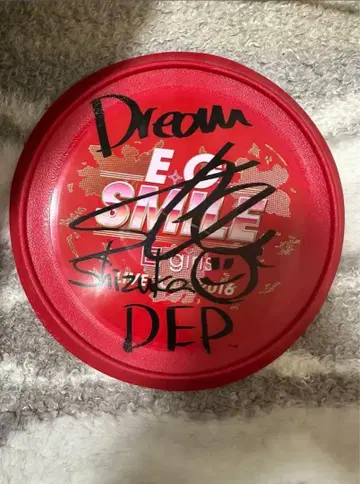 Dream
E.G.
SMILE
E girls
Shizuka
2016
DEP